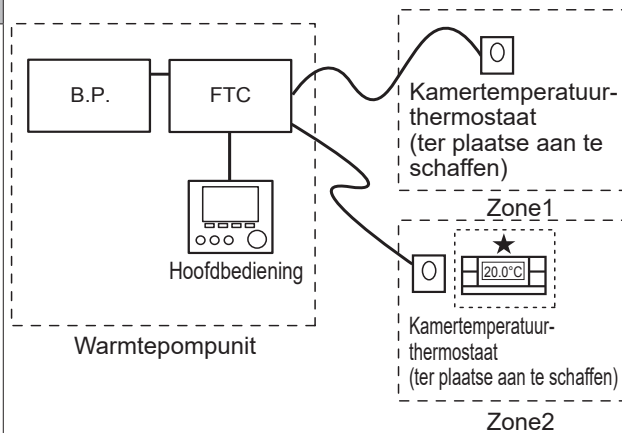 B.P.
FTC
Hoofdbediening
Warmtepompunit
Kamertemperatuur-
thermostaat
(ter plaatse aan te
schaffen)
Zone1
20.0°C
Kamertemperatuur-
thermostaat
(ter plaatse aan te schaffen)
Zone2